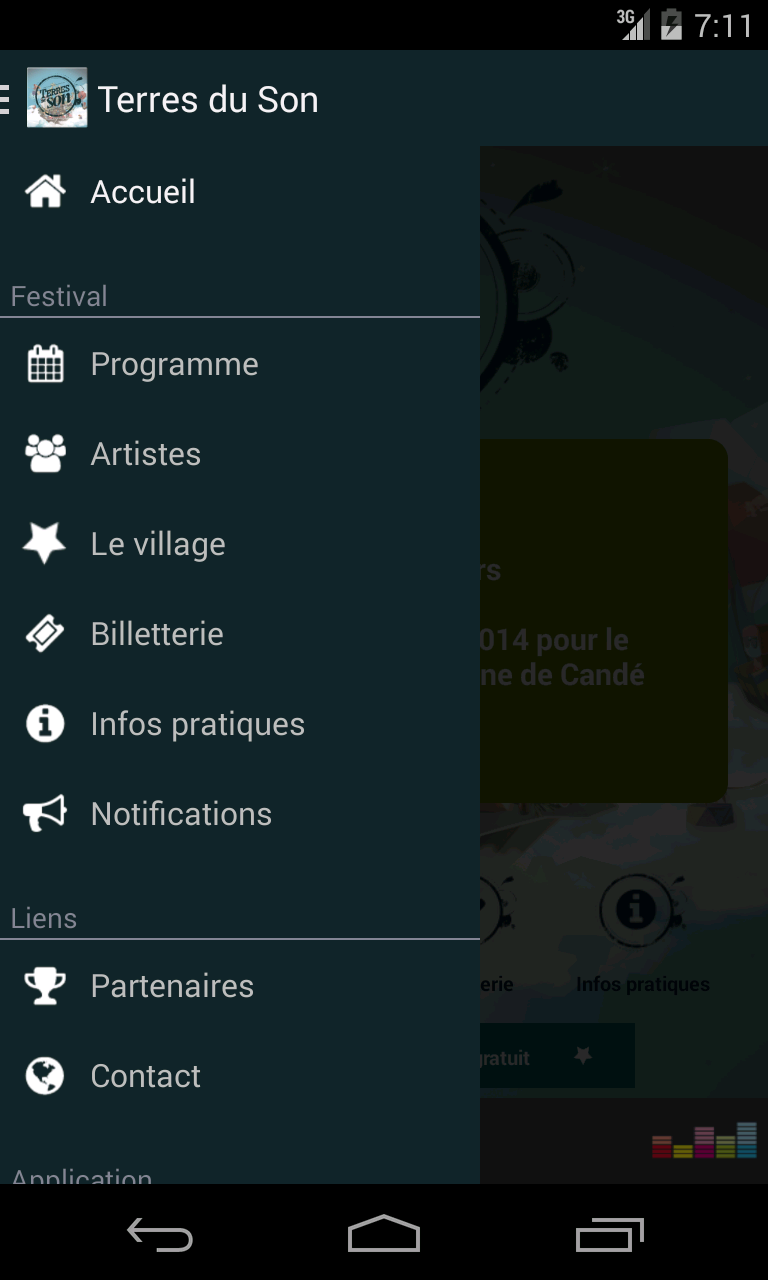 3G 7:11
Terres du Son
Accueil
Festival
Programme
Artistes
Le village
Billetterie
Infos pratiques
Notifications
Liens
Partenaires
Contact
Application
rs
014 pour le
ne de Candé
erie
Infos pratiques
gratuit